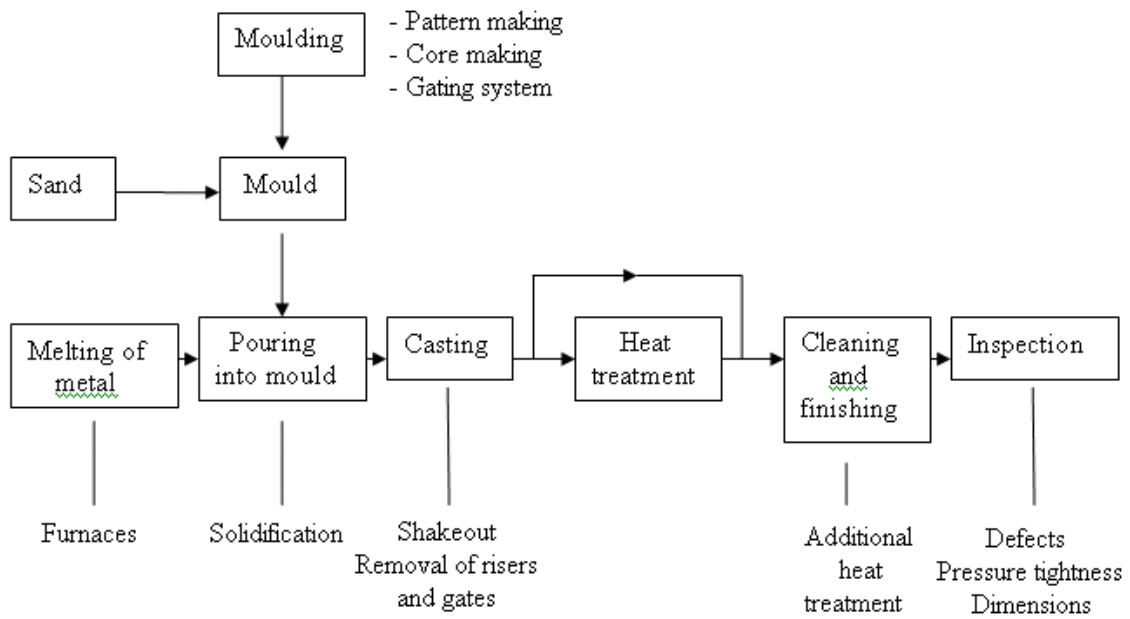 Moulding
- Pattern making
- Core making
- Gating system
Sand
Mould
Melting of
metal
Pouring
into mould
Casting
Heat
treatment
Cleaning
and
finishing
Inspection
Furnaces
Solidification
Shakeout
Removal of risers
and gates
Additional
heat
treatment
Defects
Pressure tightness
Dimensions